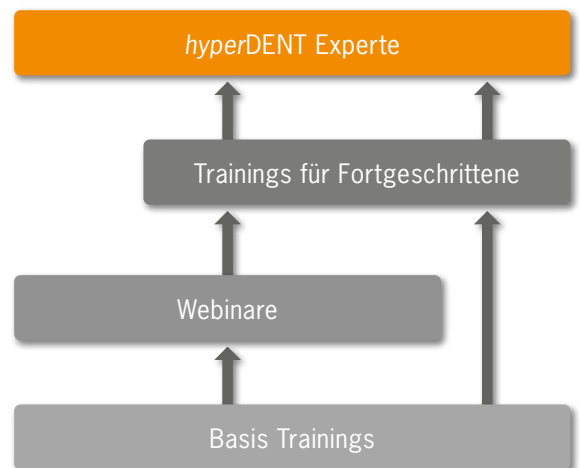 hyperDENT Experte
Trainings für Fortgeschrittene
Webinare
Basis Trainings